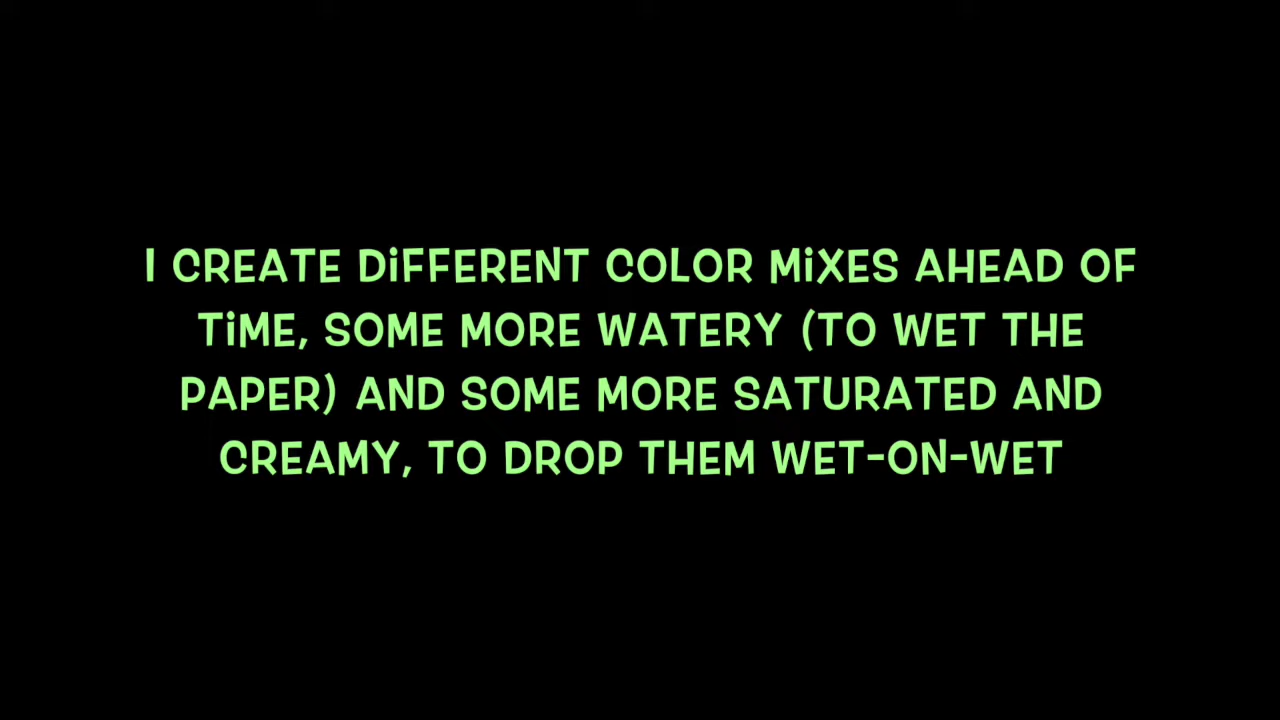 I CREATE DiFFERENT COLOR MiXES AHEAD OF
TiME, SOME MORE WATERY (TO WET THE
PAPER) AND SOME MORE SATURATED AND
CREAMY, TO DROP THEM WET-ON-WET